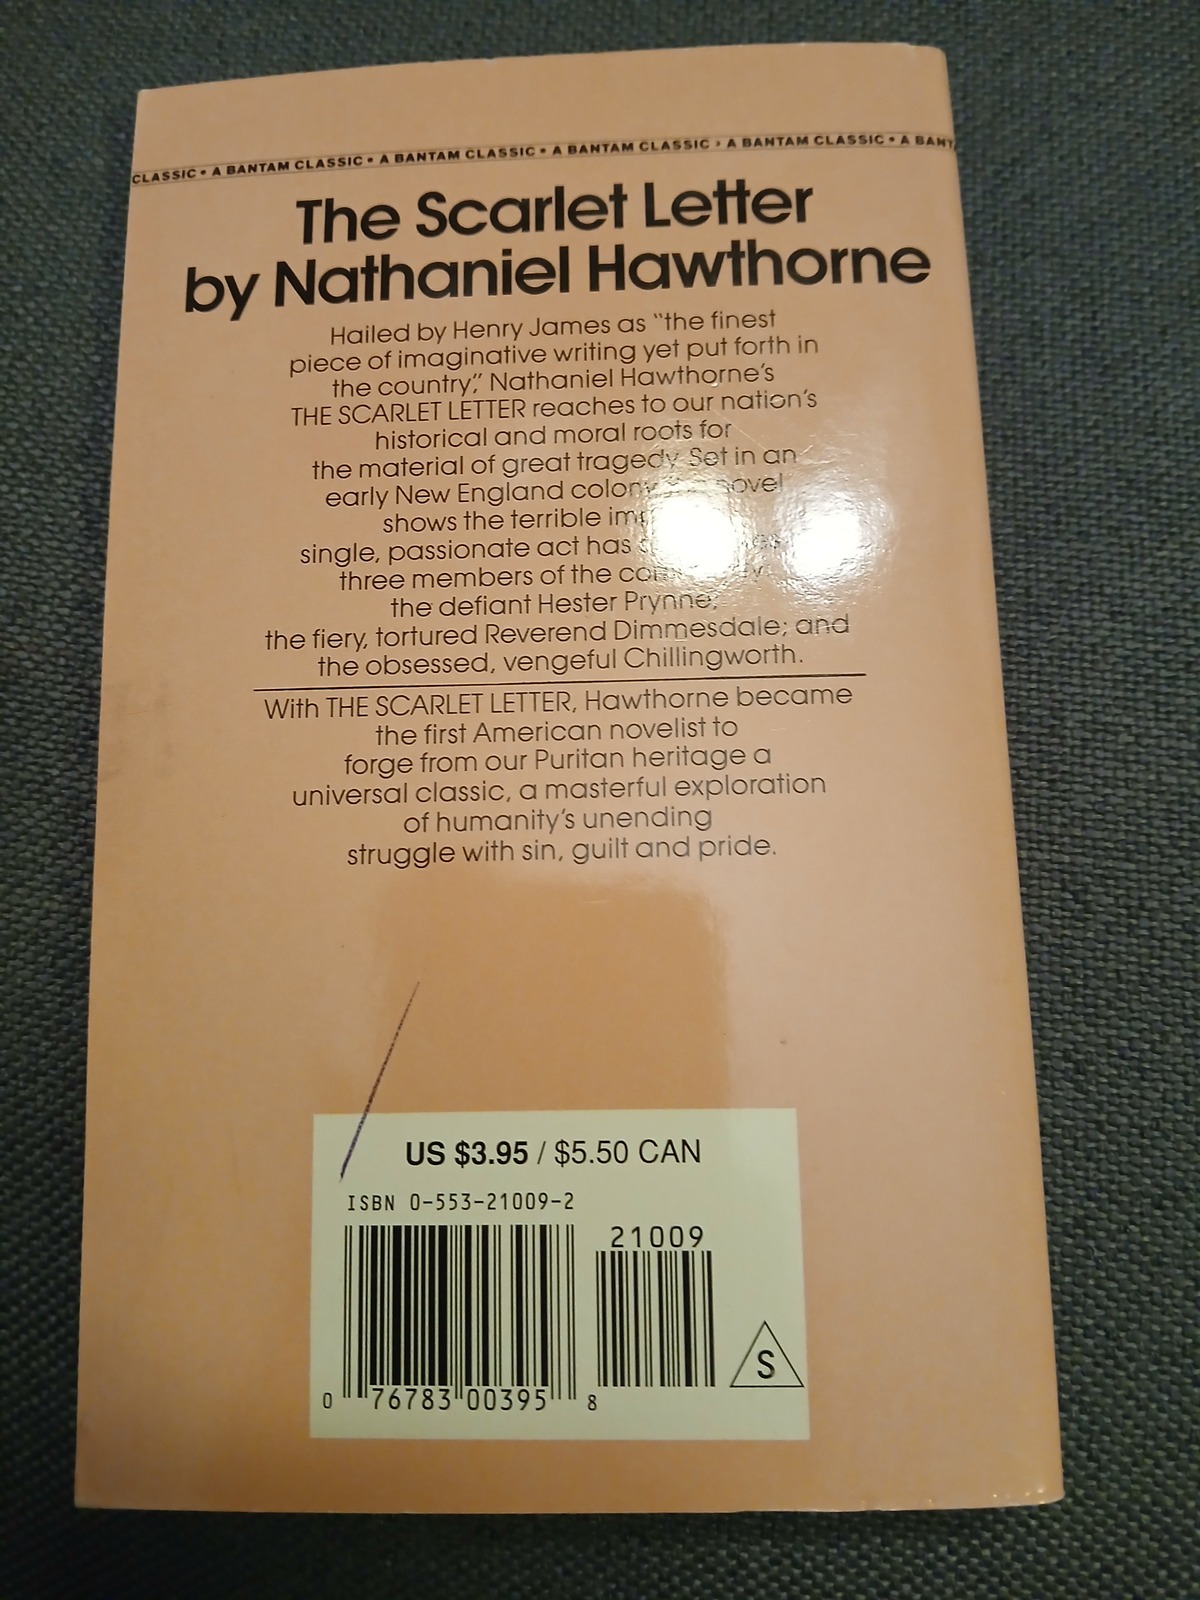 CLASSIC • A BANTAM CLASSIC • A BANTAM CLASSIC • A BANTAM CLASSIC • A BANTAM CLASSIC • A BANT
The Scarlet Letter
by Nathaniel Hawthorne
Hailed by Henry James as "the finest
piece of imaginative writing yet put forth in
the country," Nathaniel Hawthorne's
THE SCARLET LETTER reaches to our nation's
historical and moral roots for
the material of great tragedy. Set in an
early New England colony, novel
shows the terrible
single, passionate act has
three members of the
the defiant Hester Prynne;
the fiery, tortured Reverend Dimmesdale; and
the obsessed, vengeful Chillingworth.
With THE SCARLET LETTER, Hawthorne became
the first American novelist to
forge from our Puritan heritage a
universal classic, a masterful exploration
of humanity's unending
struggle with sin, guilt and pride.
US $3.95 / $5.50 CAN
ISBN 0-553-21009-2
21009
S
0 76783 00395 8